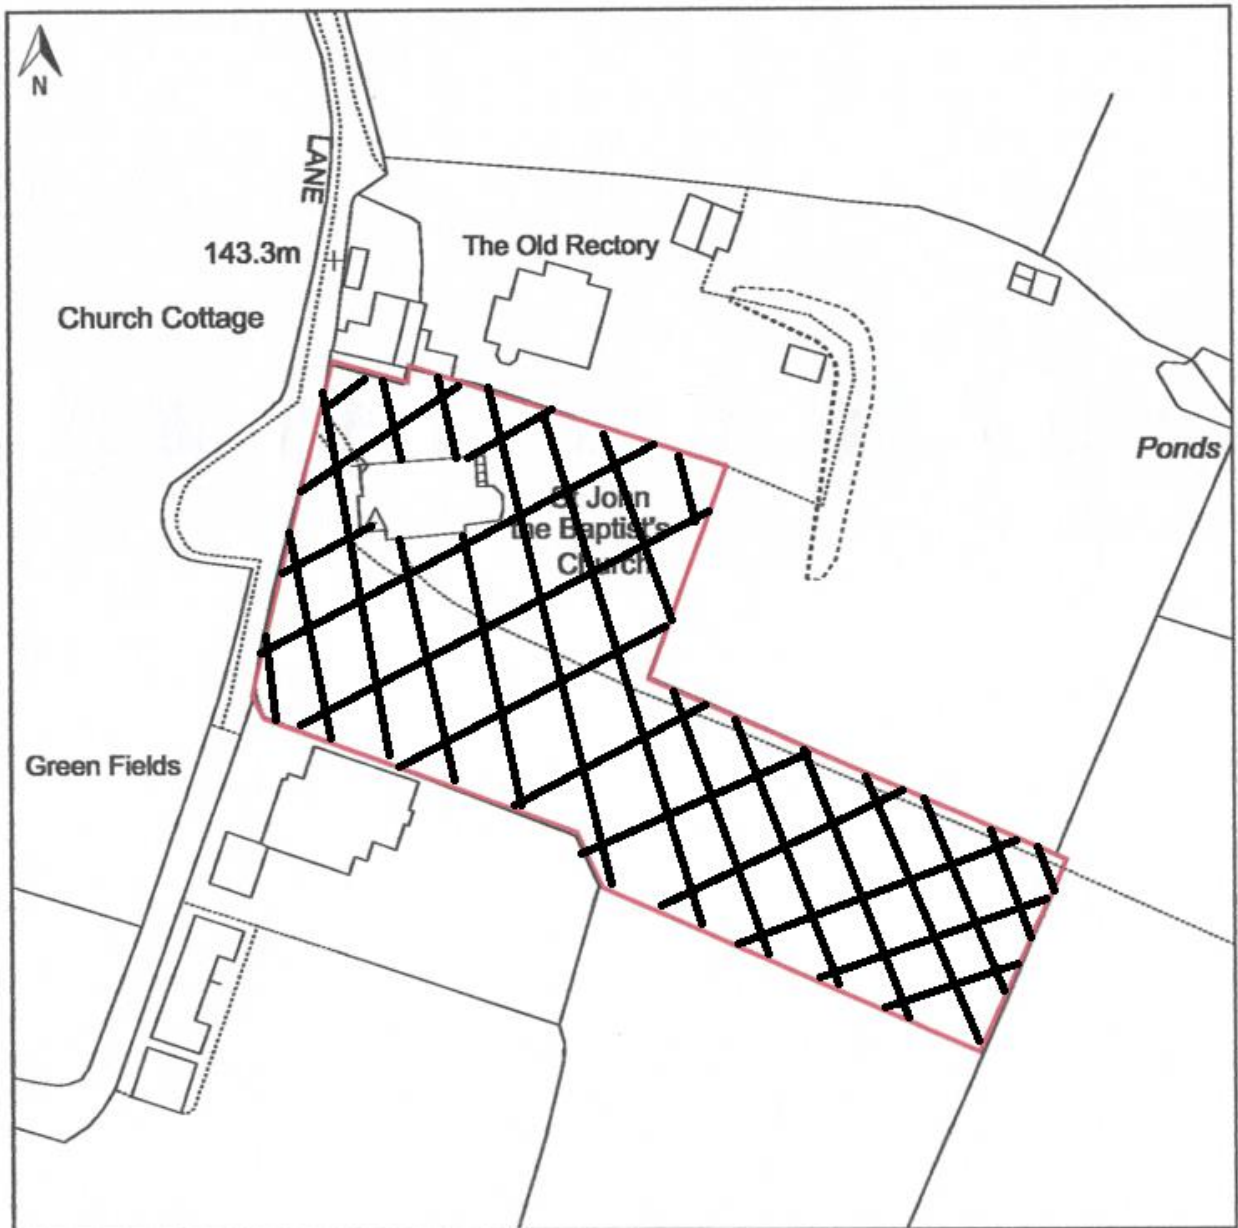 N
LANE
143.3m
The Old Rectory
Church Cottage
Ponds
St John
the Baptist's
Church
Green Fields